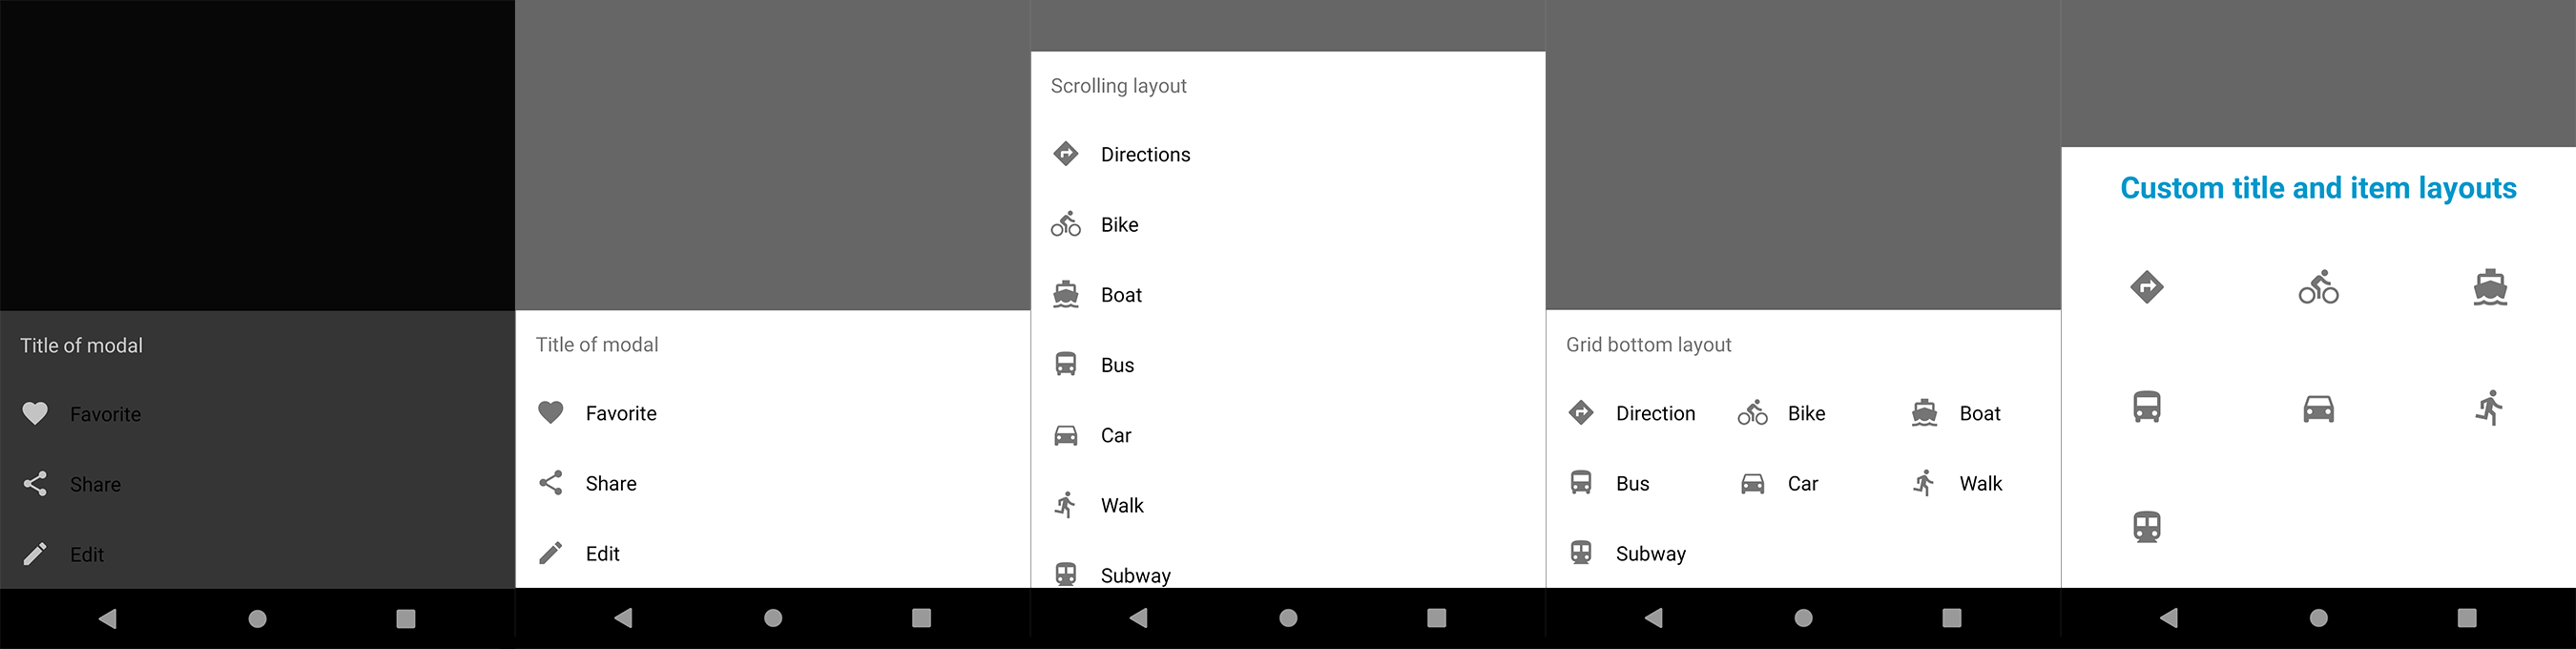 Title of modal
Favorite
Share
Edit
Title of modal
Favorite
Share
Edit
Scrolling layout
Directions
Bike
Boat
Bus
Car
Walk
Subway
Grid bottom layout
Direction Bike Boat
Bus Car Walk
Subway
Custom title and item layouts